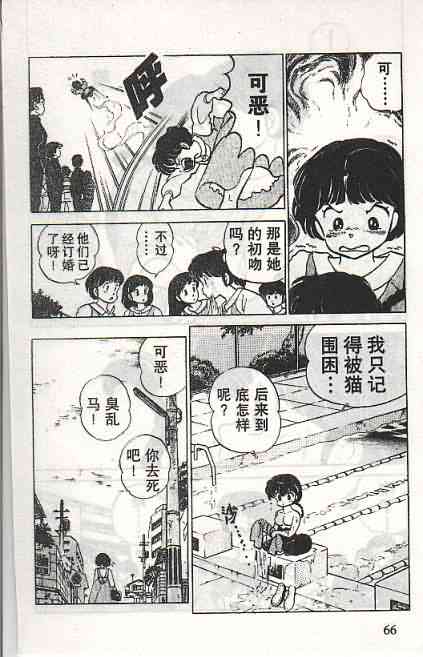 可……
可恶！
呼
那是她
的初吻
吗？
不过
……
他们已
经订婚
了呀！
我只记
得被猫
围困…
后来到
底怎样
呢？
沙
可恶！
臭乱
马！
你去死
吧！
66